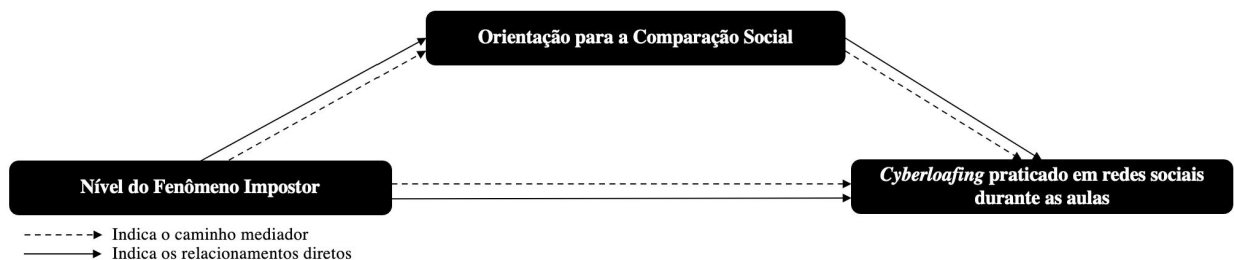 Orientação para a Comparação Social
Nível do Fenômeno Impostor
Cyberloafing praticado em redes sociais
durante as aulas
Indica o caminho mediador
Indica os relacionamentos diretos